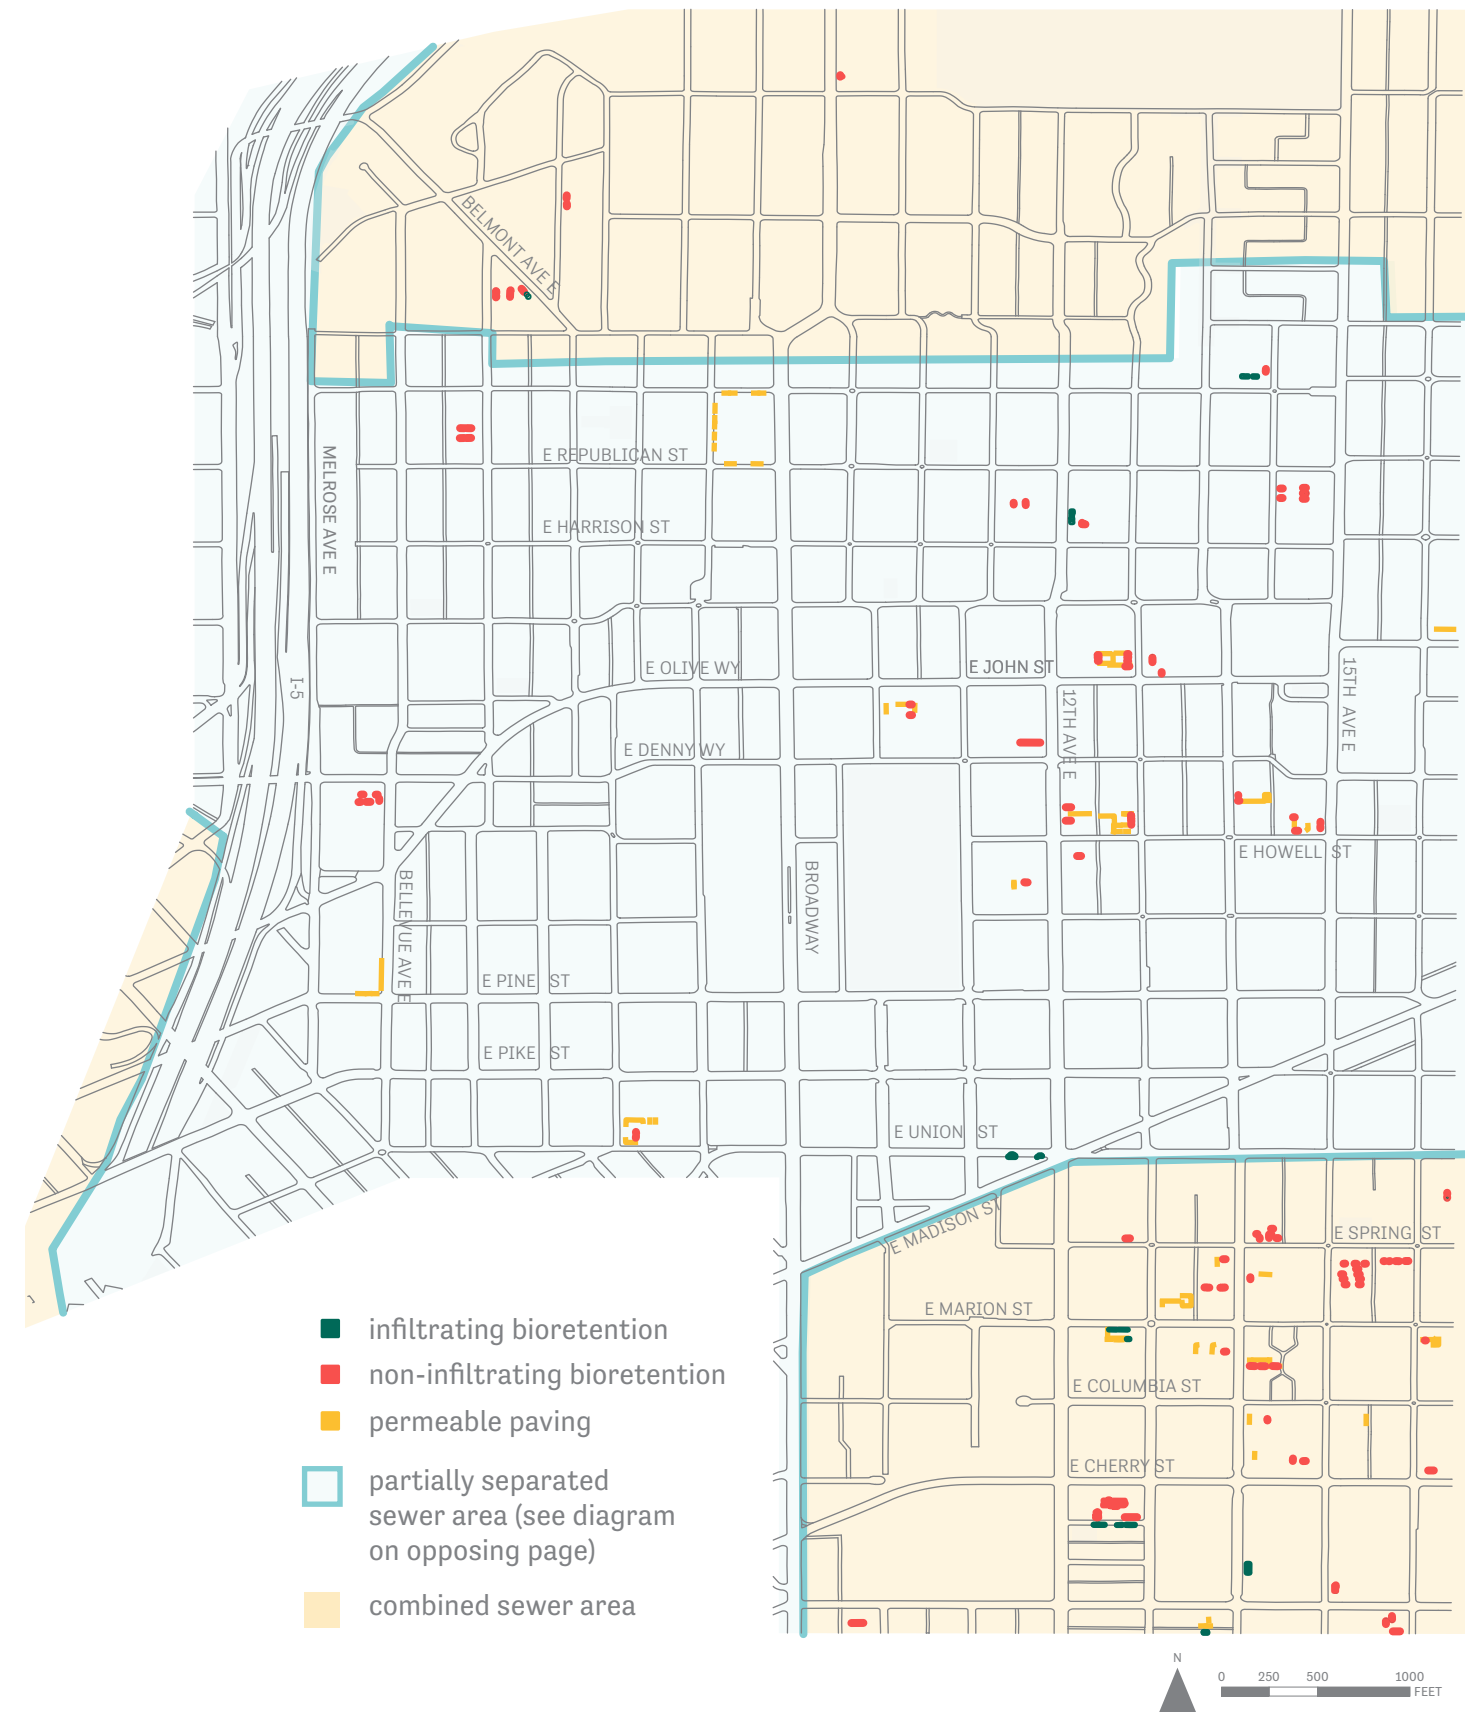 BELMONT AVE E
MELROSE AVE E
E REPUBLICAN ST
E HARRISON ST
I-5
E OLIVE WY
E JOHN ST
12TH AVE E
15TH AVE E
E DENNY WY
E HOWELL ST
BELLEVUE AVE E
BROADWAY
E PINE ST
E PIKE ST
E UNION ST
E MADISON ST
E SPRING ST
E MARION ST
E COLUMBIA ST
E CHERRY ST
infiltrating bioretention
non-infiltrating bioretention
permeable paving
partially separated
sewer area (see diagram
on opposing page)
combined sewer area
N
0 250 500 1000
FEET